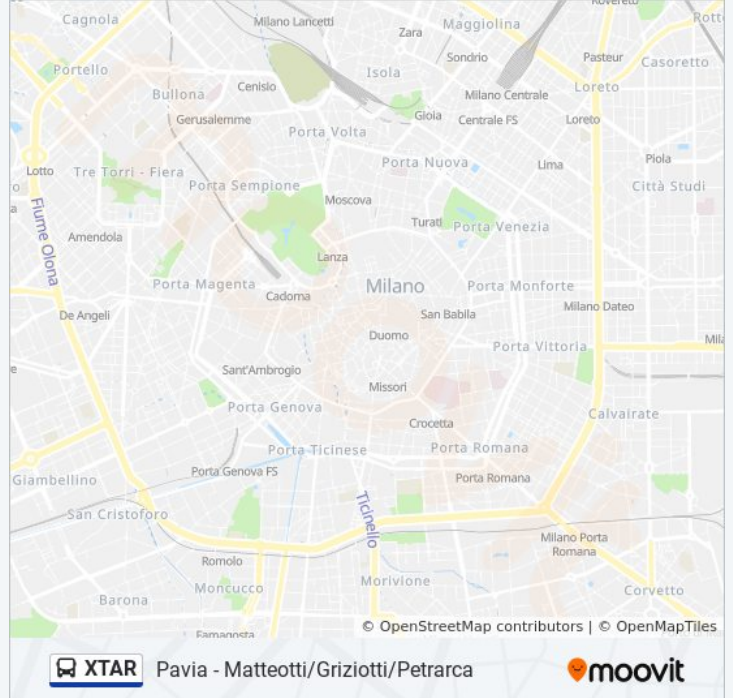 Rovereto
Cagnola
Milano Lancetti
Maggiolina
Zara
Sondrio
Pasteur
Casoretto
Portello
Isola
Cenisio
Bullona
Milano Centrale
Loreto
Gerusalemme
Gioia
Centrale FS
Loreto
Porta Volta
Porta Nuova
Lima
Piola
Lotto
Tre Torri - Fiera
Porta Sempione
Città Studi
Moscova
Fiume Olona
Turati
Porta Venezia
Amendola
Lanza
Porta Magenta
Cadorna
Milano
Porta Monforte
De Angeli
San Babila
Milano Dateo
Duomo
Porta Vittoria
Sant'Ambrogio
Missori
Porta Genova
Crocetta
Calvairate
Porta Ticinese
Porta Romana
Giambellino
Porta Genova FS
Porta Romana
San Cristoforo
Ticinello
Milano Porta
Romana
Romolo
Morivione
Moncucco
Corvetto
Barona
Famagosta
© OpenStreetMap contributors | © OpenMapTiles
XTAR Pavia - Matteotti/Griziotti/Petrarca
moovit